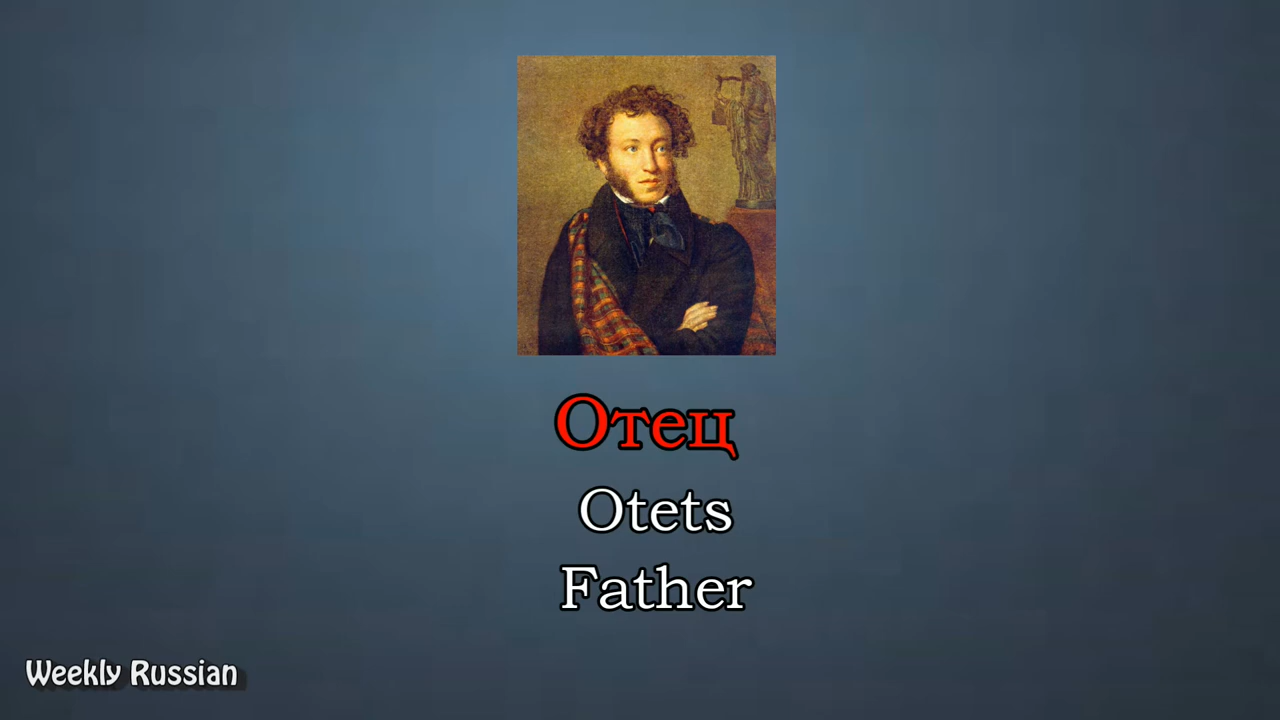 Отец
Otets
Father
Weekly Russian